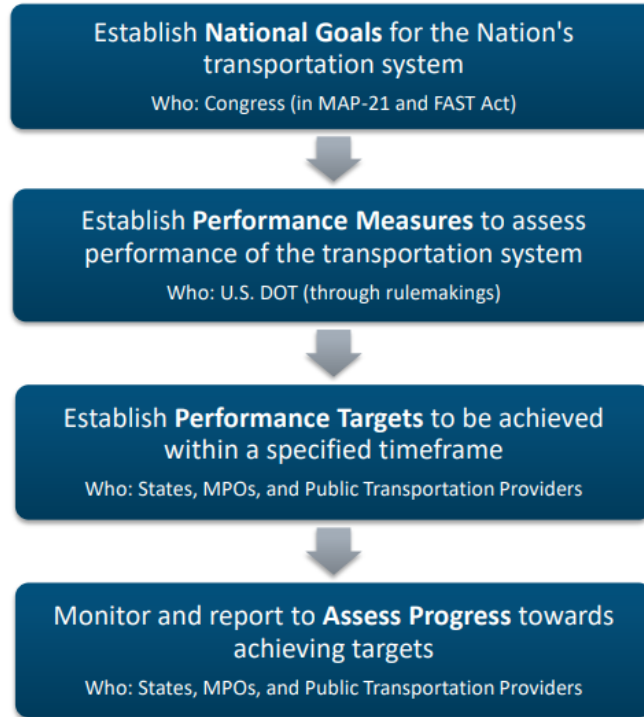 Establish National Goals for the Nation's
transportation system
Who: Congress (in MAP-21 and FAST Act)
Establish Performance Measures to assess
performance of the transportation system
Who: U.S. DOT (through rulemakings)
Establish Performance Targets to be achieved
within a specified timeframe
Who: States, MPOs, and Public Transportation Providers
Monitor and report to Assess Progress towards
achieving targets
Who: States, MPOs, and Public Transportation Providers